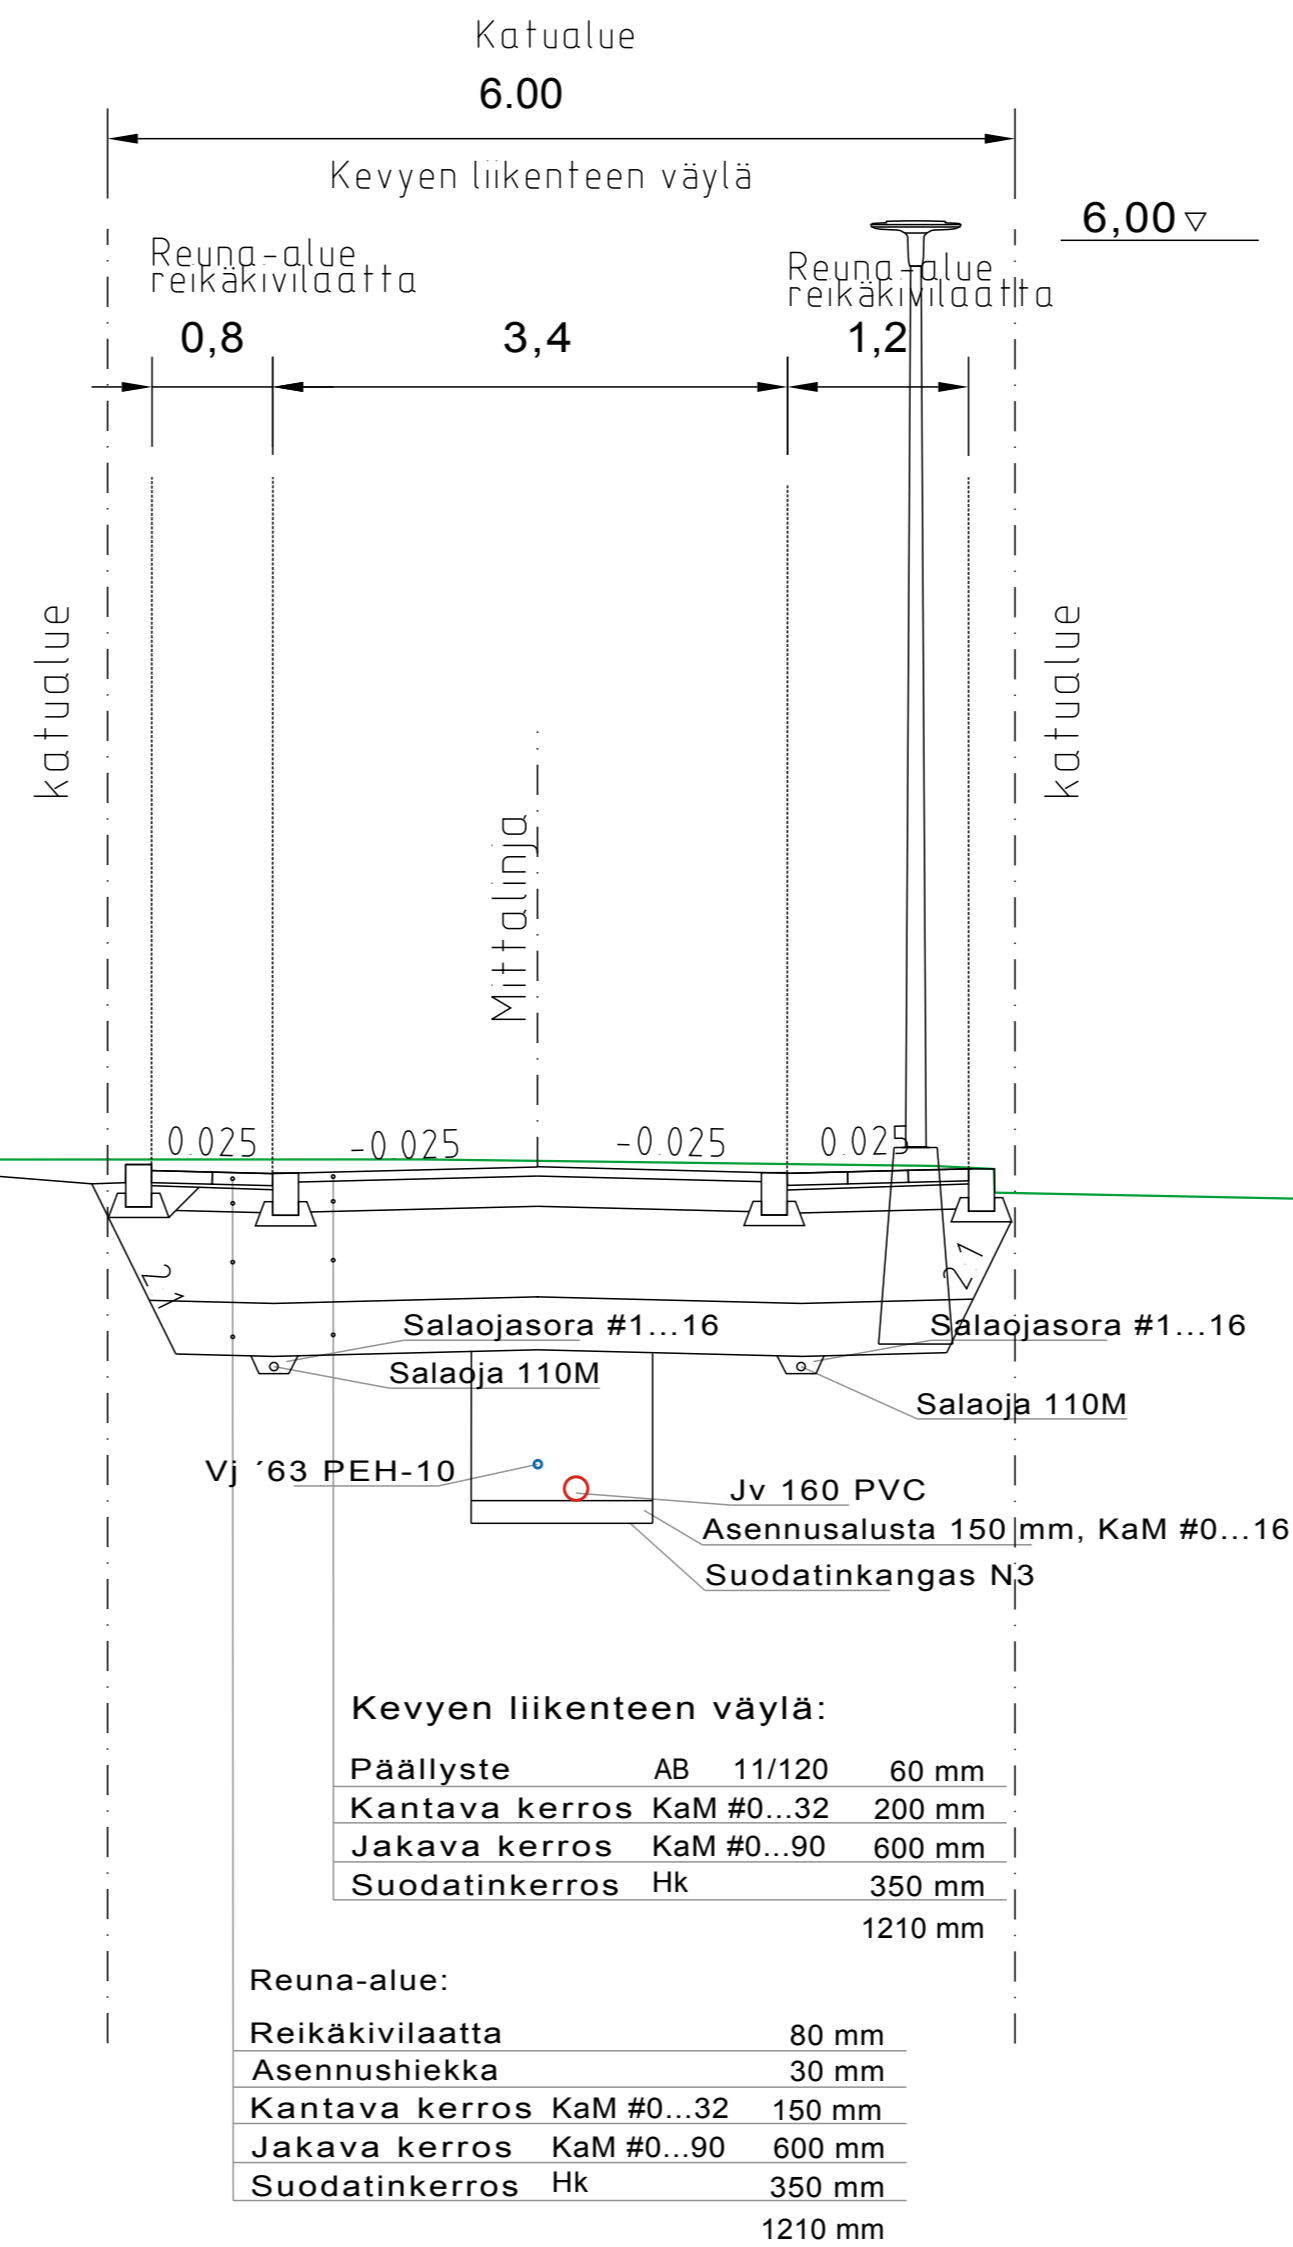 Katualue
6.00
Kevyen liikenteen väylä
6,00
Reuna-alue
reikäkivilaatta
Reuna-alue
reikäkivilaatta
0,8
3,4
1,2
katualue
katualue
Mittalinja
0.025
-0.025
-0.025
0.025
2:1
2:1
Salaojasora #1...16
Salaojasora #1...16
Salaoja 110M
Salaoja 110M
Vj ´63 PEH-10
Jv 160 PVC
Asennusalusta 150 mm, KaM #0...16
Suodatinkangas N3
Kevyen liikenteen väylä:
Päällyste AB 11/120 60 mm
Kantava kerros KaM #0...32 200 mm
Jakava kerros KaM #0...90 600 mm
Suodatinkerros Hk 350 mm
1210 mm
Reuna-alue:
Reikäkivilaatta 80 mm
Asennushiekka 30 mm
Kantava kerros KaM #0...32 150 mm
Jakava kerros KaM #0...90 600 mm
Suodatinkerros Hk 350 mm
1210 mm